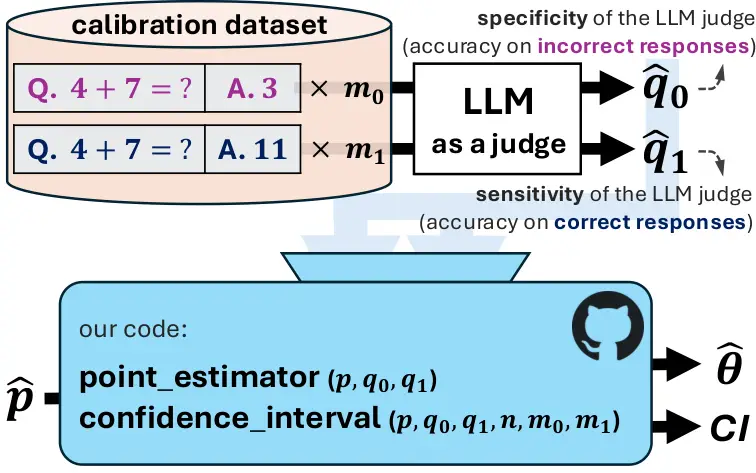 calibration dataset
Q. 4 + 7 = ? A. 3 × m₀
Q. 4 + 7 = ? A. 11 × m₁
LLM
as a judge
specificity of the LLM judge
(accuracy on incorrect responses)
q̂₀
q̂₁
sensitivity of the LLM judge
(accuracy on correct responses)
our code:
p̂
point_estimator (p, q₀, q₁)
confidence_interval (p, q₀, q₁, n, m₀, m₁)
θ̂
CI